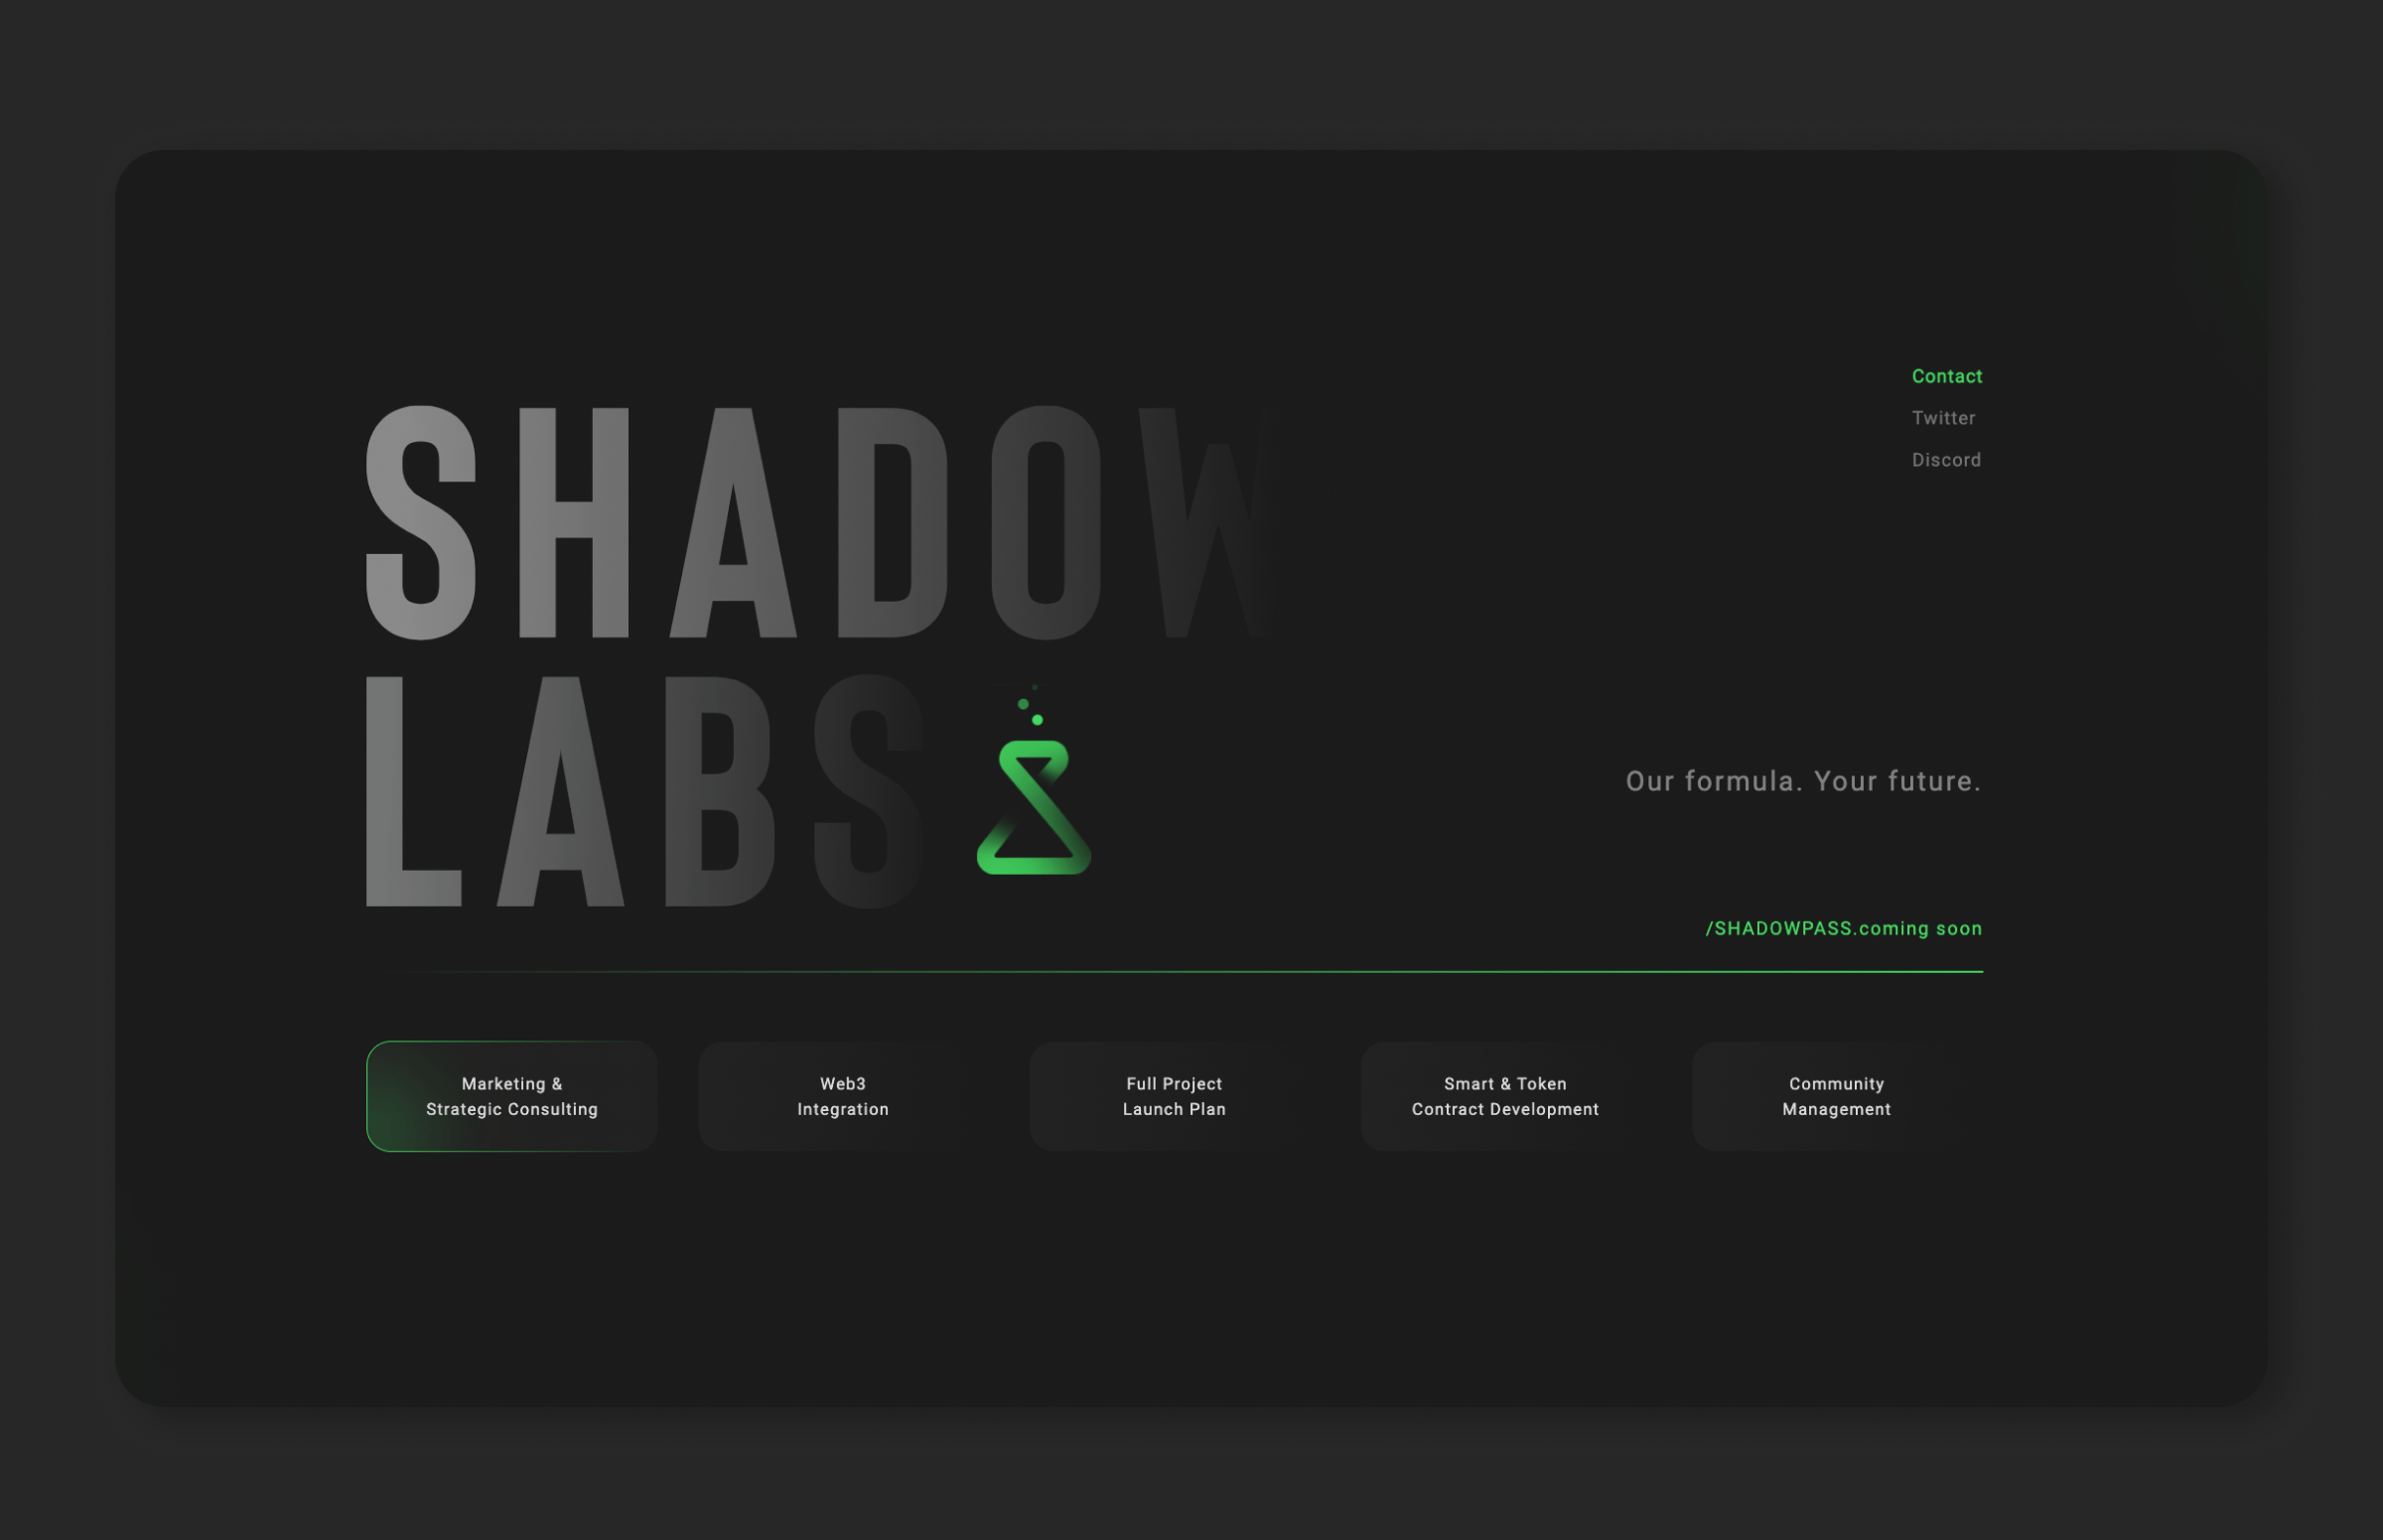 Contact
Twitter
Discord
SHADOW
LABS
Our formula. Your future.
/SHADOWPASS.coming soon
Marketing &
Strategic Consulting
Web3
Integration
Full Project
Launch Plan
Smart & Token
Contract Development
Community
Management